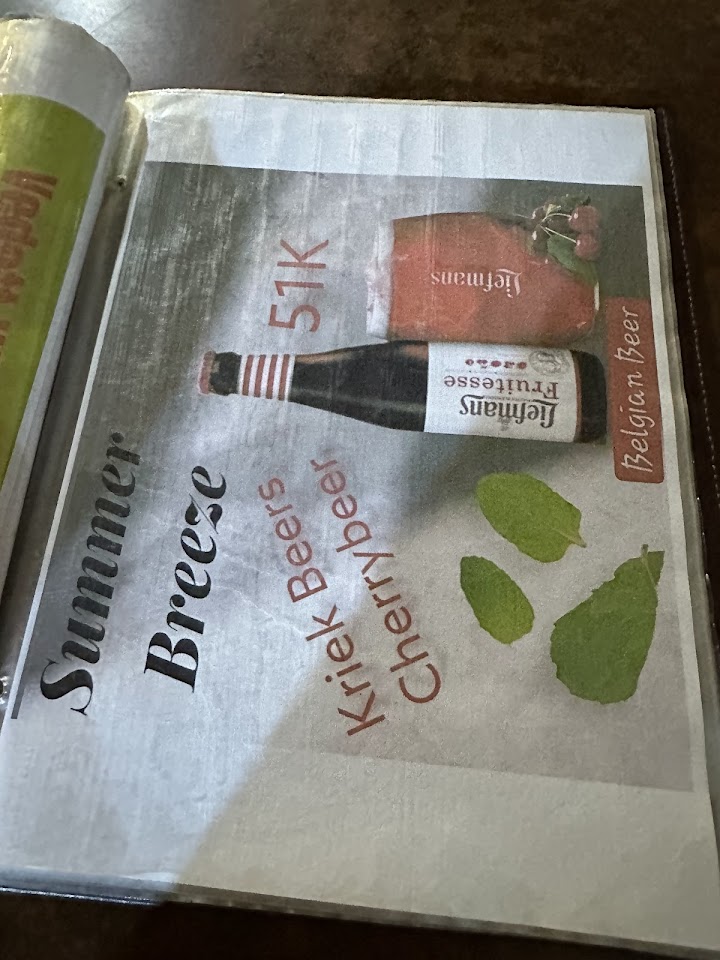 Summer
Breeze
Kriek Beers
Cherrybeer
51K
Liefmans
Fruitesse
Liefmans
Belgian Beer